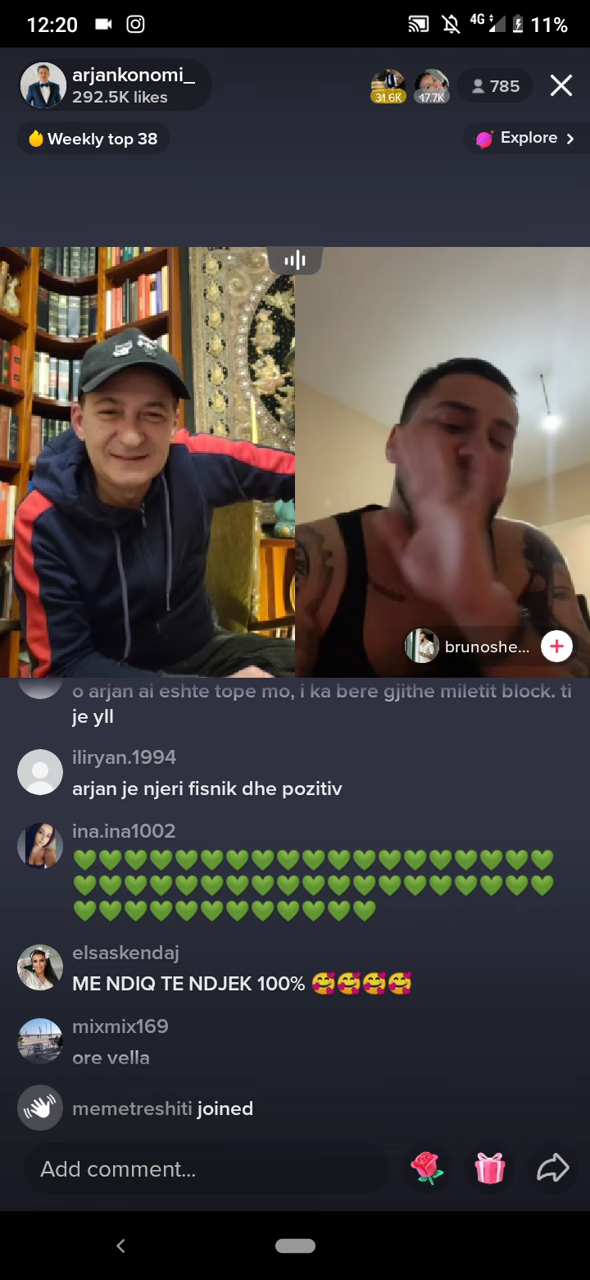 12:20
4G
11%
arjankonomi_
292.5K likes
31.6K
17.7K
785
Weekly top 38
Explore
brunoshe...
o arjan ai eshte tope mo, i ka bere gjithe miletit block. ti
je yll
iliryan.1994
arjan je njeri fisnik dhe pozitiv
ina.ina1002
💚💚💚💚💚💚💚💚💚💚💚💚💚💚💚💚💚💚💚
💚💚💚💚💚💚💚💚💚💚💚💚💚💚💚💚💚💚💚
💚💚💚💚💚💚💚💚💚💚💚💚
elsaskendaj
ME NDIQ TE NDJEK 100% 🥰🥰🥰🥰
mixmix169
ore vella
memetreshiti joined
Add comment...